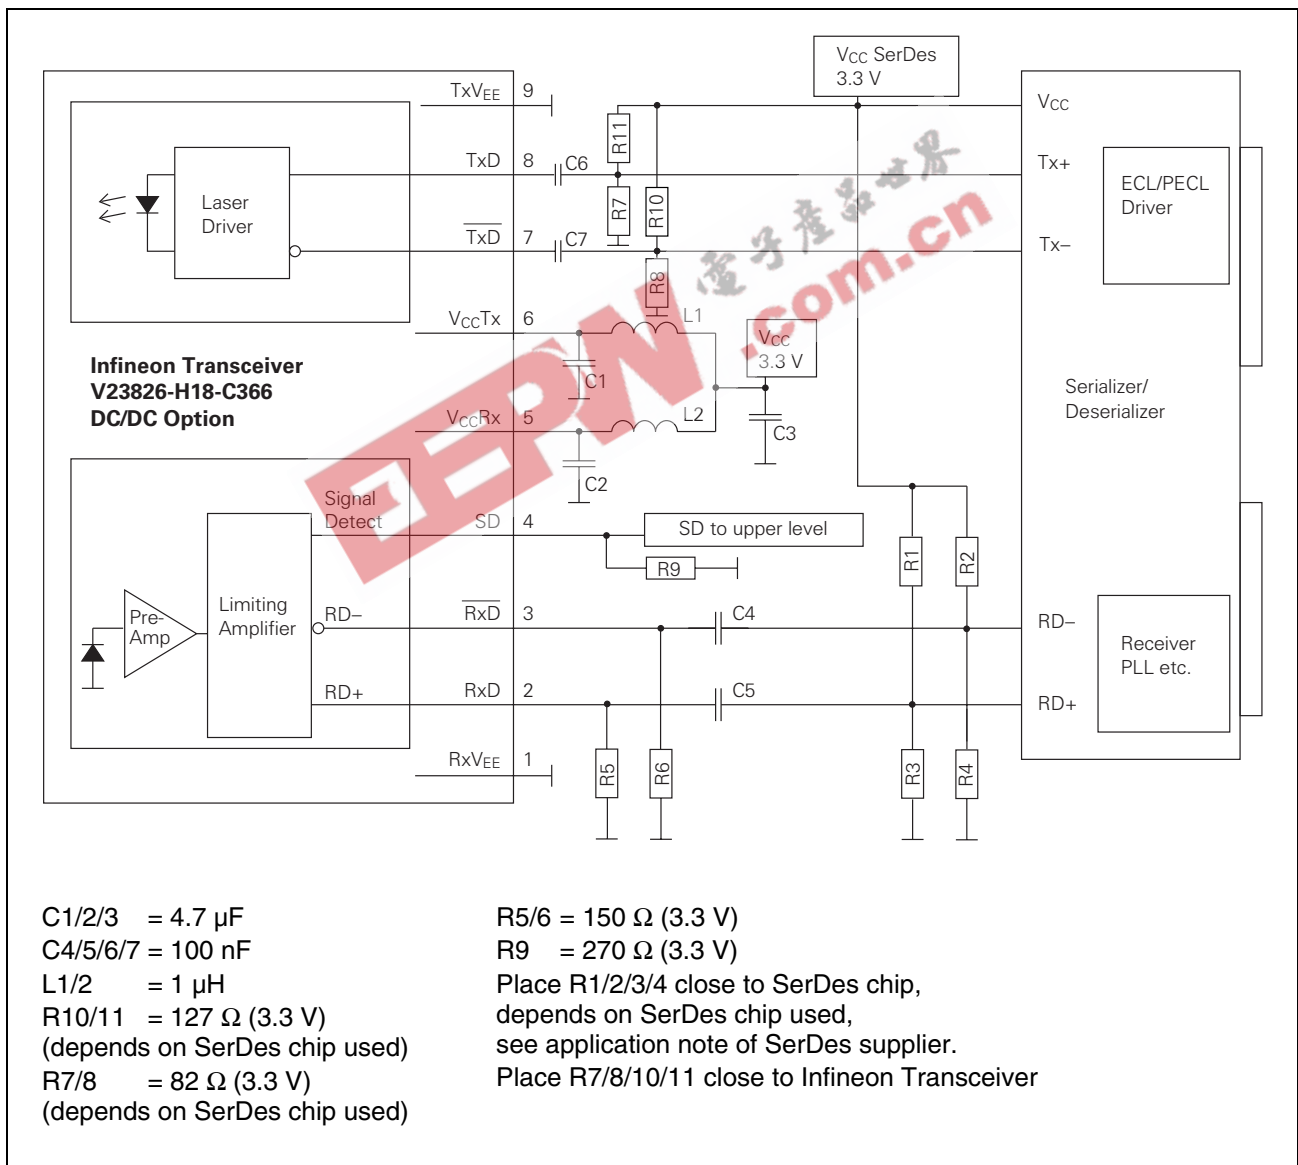 VCC SerDes
3.3 V
TxVEE 9
VCC
R11
TxD 8 C6
Tx+
ECL/PECL
Driver
Laser
Driver
R7
R10
TxD 7 C7
Tx–
R8
VCCTx 6
L1
VCC
3.3 V
C1
Infineon Transceiver
V23826-H18-C366
DC/DC Option
Serializer/
Deserializer
VCCRx 5
L2
C3
C2
Signal
Detect
SD 4
SD to upper level
R9
R1
R2
Pre-
Amp
Limiting
Amplifier
RD–
RxD 3
C4
RD–
Receiver
PLL etc.
RD+
RxD 2
C5
RD+
RxVEE 1
R5
R6
R3
R4
電子產品世界
EEPW.com.cn
C1/2/3 = 4.7 µF
C4/5/6/7 = 100 nF
L1/2 = 1 µH
R10/11 = 127 Ω (3.3 V)
(depends on SerDes chip used)
R7/8 = 82 Ω (3.3 V)
(depends on SerDes chip used)
R5/6 = 150 Ω (3.3 V)
R9 = 270 Ω (3.3 V)
Place R1/2/3/4 close to SerDes chip,
depends on SerDes chip used,
see application note of SerDes supplier.
Place R7/8/10/11 close to Infineon Transceiver